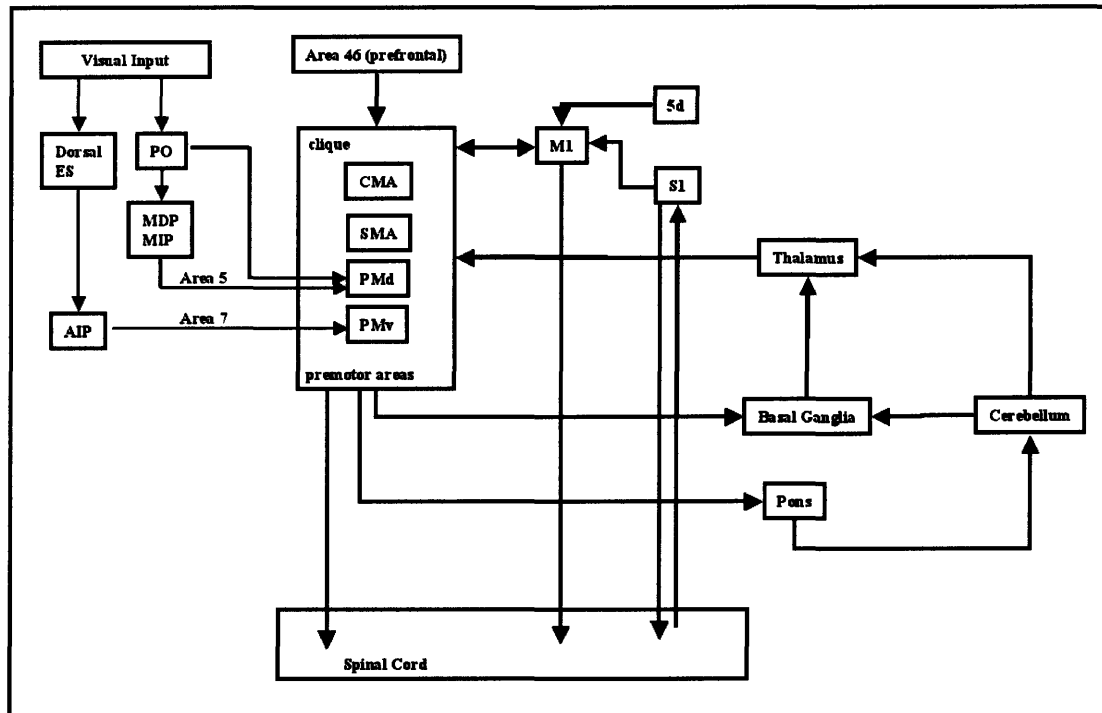 Visual Input
Area 46 (prefrontal)
5d
Dorsal
ES
PO
clique
M1
CMA
S1
MDP
MIP
SMA
Thalamus
Area 5
PMd
AIP
Area 7
PMv
premotor areas
Basal Ganglia
Cerebellum
Pons
Spinal Cord